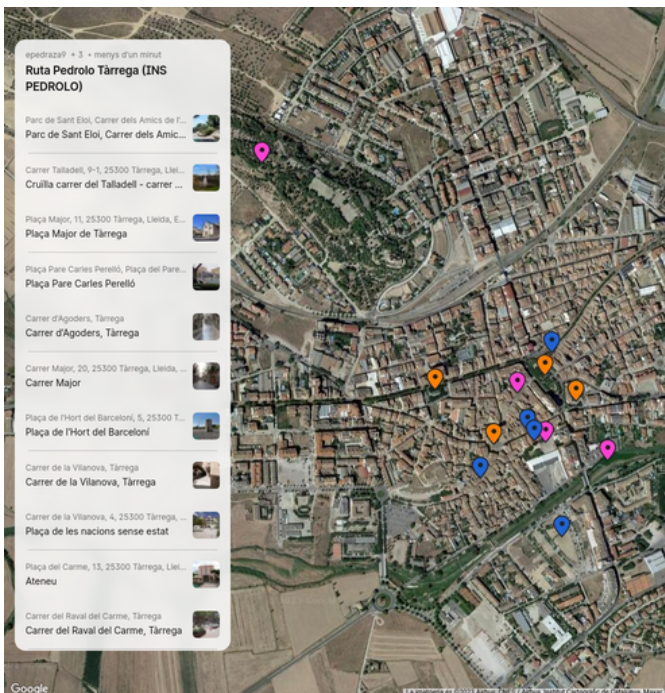 epedraza9 + 3 • menys d'un minut
Ruta Pedrolo Tàrrega (INS
PEDROLO)
Parc de Sant Eloi, Carrer dels Amics de l'...
Parc de Sant Eloi, Carrer dels Amic...
Carrer Talladell, 9-1, 25300 Tàrrega, Llei...
Cruïlla carrer del Talladell - carrer ...
Plaça Major, 11, 25300 Tàrrega, Lleida, E...
Plaça Major de Tàrrega
Plaça Pare Carles Perelló, Plaça del Pare...
Plaça Pare Carles Perelló
Carrer d'Agoders, Tàrrega
Carrer d'Agoders, Tàrrega
Carrer Major, 20, 25300 Tàrrega, Lleida, ...
Carrer Major
Plaça de l'Hort del Barceloní, 5, 25300 T...
Plaça de l'Hort del Barceloní
Carrer de la Vilanova, Tàrrega
Carrer de la Vilanova, Tàrrega
Carrer de la Vilanova, 4, 25300 Tàrrega, ...
Plaça de les nacions sense estat
Plaça del Carme, 13, 25300 Tàrrega, Llei...
Ateneu
Carrer del Raval del Carme, Tàrrega
Carrer del Raval del Carme, Tàrrega
Google